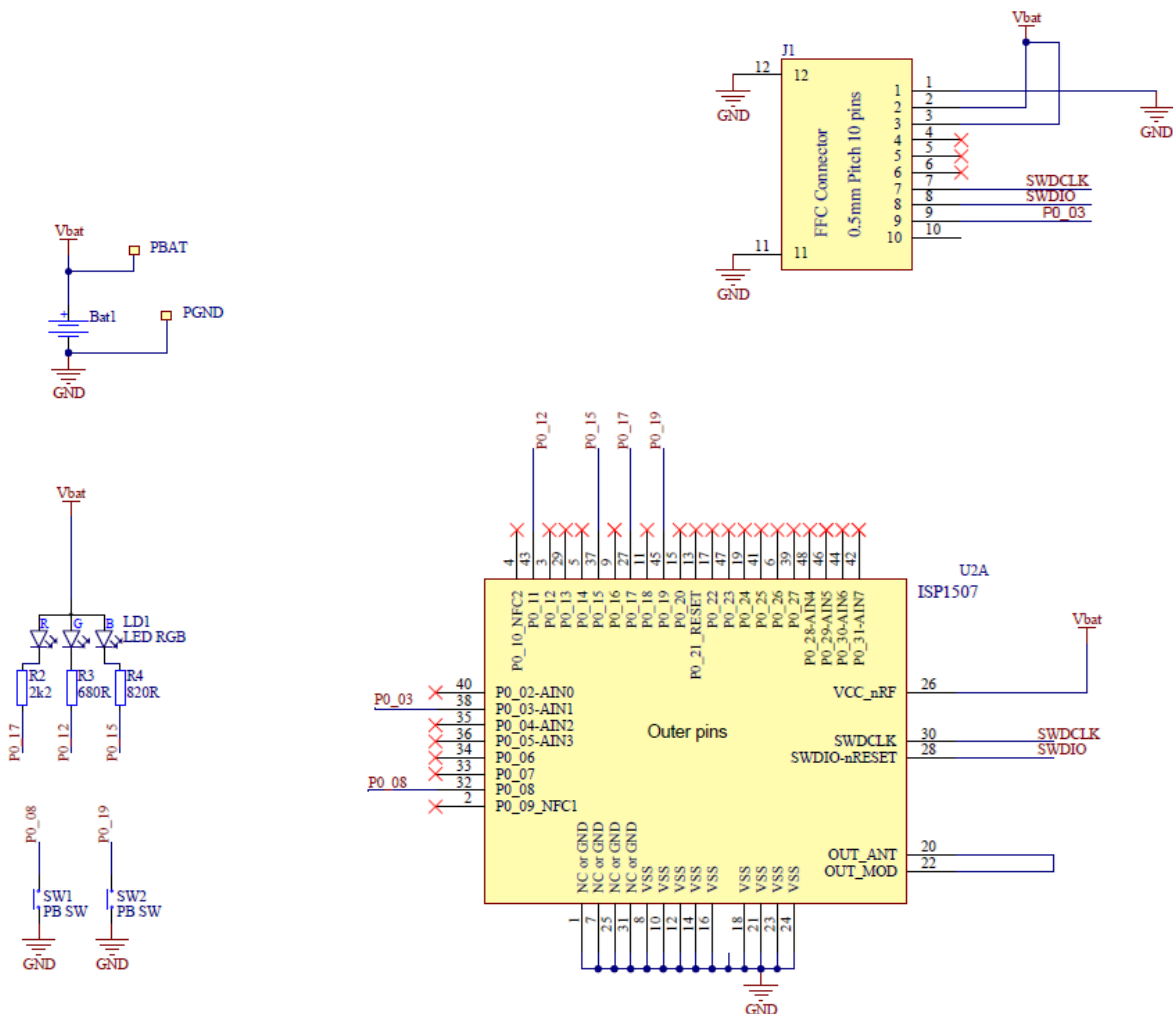 Vbat
J1
12
12
1
1
2
2
3
3
4
4
5
5
6
6
7
7
SWDCLK
8
8
SWDIO
9
9
P0_03
10
10
11
11
FFC Connector
0.5mm Pitch 10 pins
GND
GND
GND
Vbat
PBAT
+
Bat1
PGND
GND
Vbat
R
G
B
LD1
LED RGB
R2
2k2
R3
680R
R4
820R
P0_17
P0_12
P0_15
P0_08
P0_19
SW1
PB SW
SW2
PB SW
GND
GND
P0_12
P0_15
P0_17
P0_19
4
43
3
29
5
37
9
27
11
45
15
13
17
47
19
41
6
39
48
46
44
42
U2A
ISP1507
P0_10_NFC2
P0_11
P0_12
P0_13
P0_14
P0_15
P0_16
P0_17
P0_18
P0_19
P0_20
P0_21_RESET
P0_22
P0_23
P0_24
P0_25
P0_26
P0_27
P0_28-AIN4
P0_29-AIN5
P0_30-AIN6
P0_31-AIN7
40
P0_02-AIN0
P0_03
38
P0_03-AIN1
35
P0_04-AIN2
36
P0_05-AIN3
34
P0_06
33
P0_07
P0_08
32
P0_08
2
P0_09_NFC1
Outer pins
Vbat
VCC_nRF
26
SWDCLK
30
SWDCLK
SWDIO-nRESET
28
SWDIO
OUT_ANT
20
OUT_MOD
22
NC or GND
NC or GND
NC or GND
NC or GND
VSS
VSS
VSS
VSS
VSS
VSS
VSS
VSS
VSS
1
7
25
31
8
10
12
14
16
18
21
23
24
GND